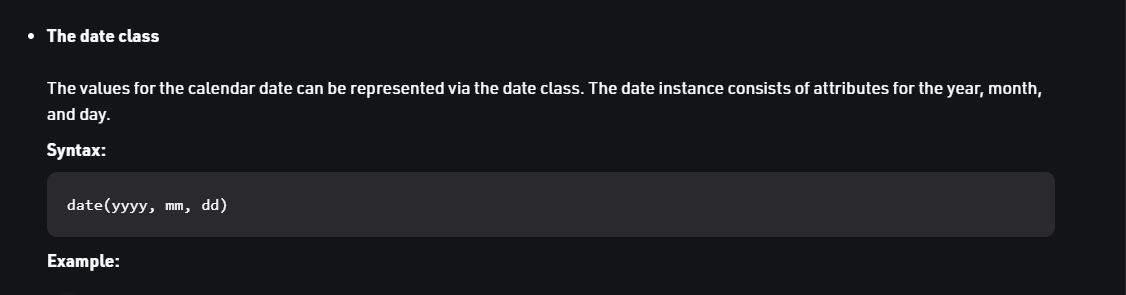 • The date class
The values for the calendar date can be represented via the date class. The date instance consists of attributes for the year, month,
and day.
Syntax:
date(yyyy, mm, dd)
Example: